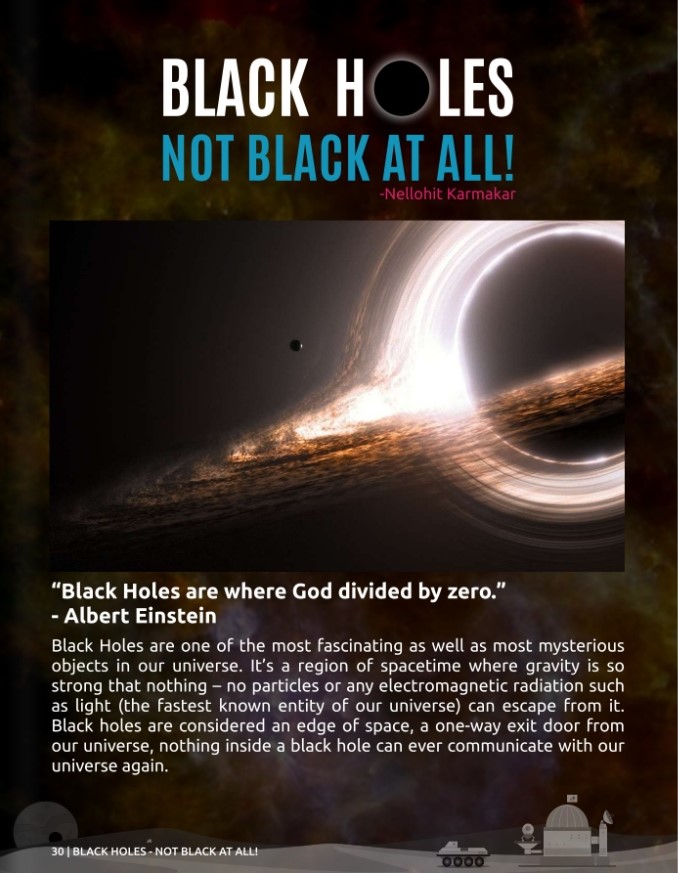 BLACK HOLES
NOT BLACK AT ALL!
-Nellohit Karmakar
“Black Holes are where God divided by zero.”
- Albert Einstein
Black Holes are one of the most fascinating as well as most mysterious
objects in our universe. It’s a region of spacetime where gravity is so
strong that nothing – no particles or any electromagnetic radiation such
as light (the fastest known entity of our universe) can escape from it.
Black holes are considered an edge of space, a one-way exit door from
our universe, nothing inside a black hole can ever communicate with our
universe again.
30 | BLACK HOLES - NOT BLACK AT ALL!